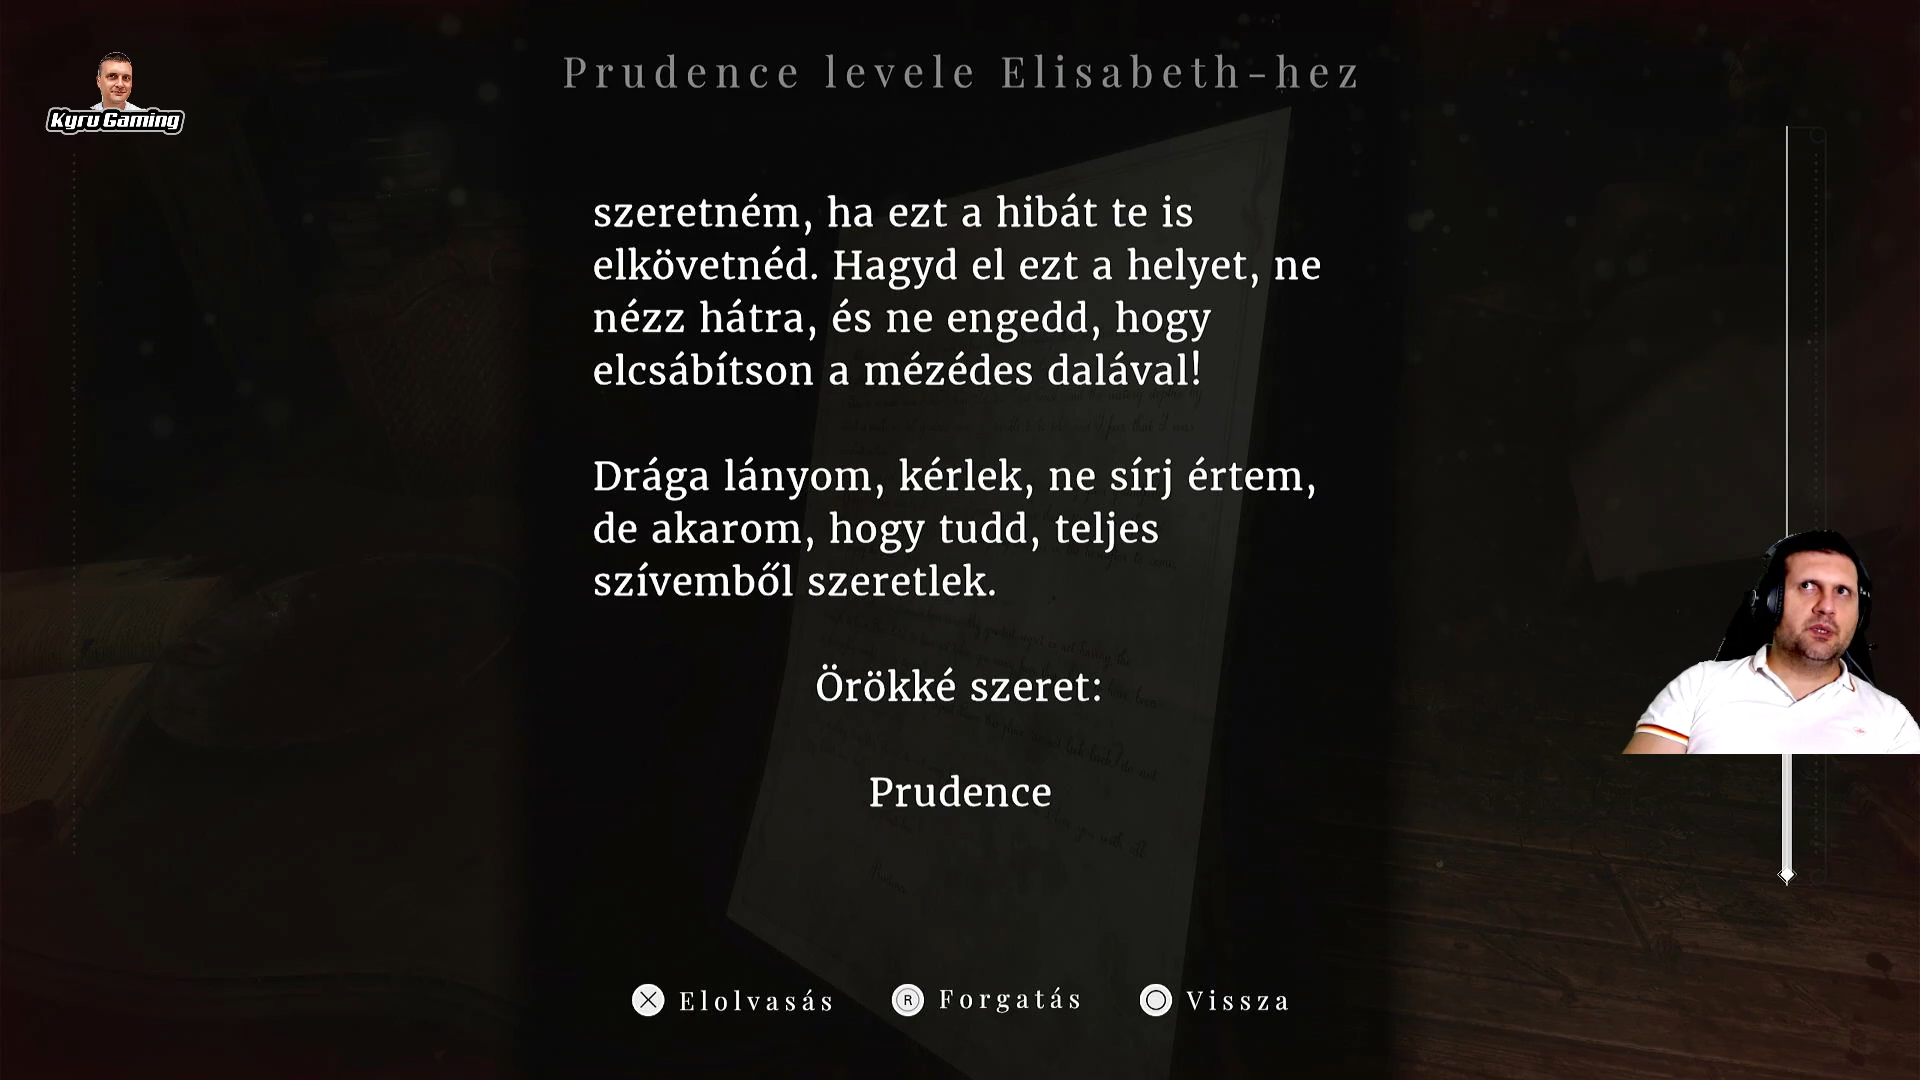 Prudence levele Elisabeth-hez
Kyru Gaming
szeretném, ha ezt a hibát te is
elkövetnéd. Hagyd el ezt a helyet, ne
nézz hátra, és ne engedd, hogy
elcsábítson a mézédes dalával!
Drága lányom, kérlek, ne sírj értem,
de akarom, hogy tudd, teljes
szívemből szeretlek.
Örökké szeret:
Prudence
Elolvasás R Forgatás Vissza